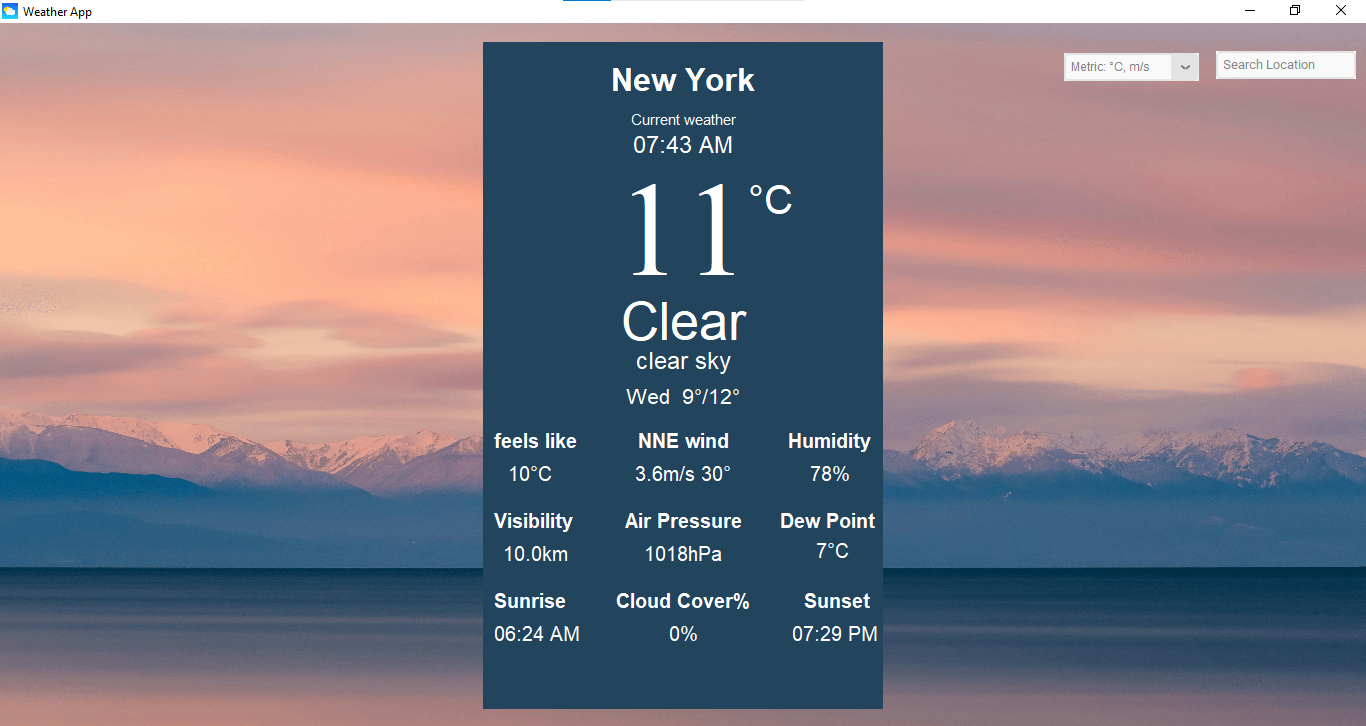 Weather App
Metric: °C, m/s
Search Location
New York
Current weather
07:43 AM
11 °C
Clear
clear sky
Wed 9°/12°
feels like NNE wind Humidity
10°C 3.6m/s 30° 78%
Visibility Air Pressure Dew Point
10.0km 1018hPa 7°C
Sunrise Cloud Cover% Sunset
06:24 AM 0% 07:29 PM